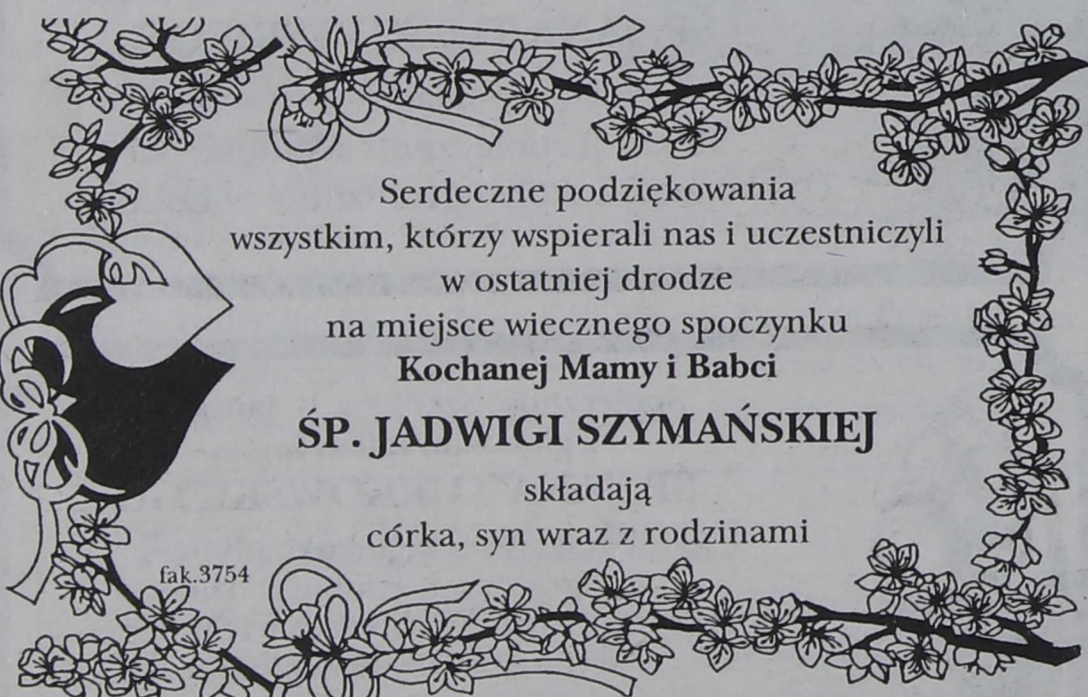 Serdeczne podziękowania
wszystkim, którzy wspierali nas i uczestniczyli
w ostatniej drodze
na miejsce wiecznego spoczynku
Kochanej Mamy i Babci
ŚP. JADWIGI SZYMAŃSKIEJ
składają
córka, syn wraz z rodzinami
fak.3754